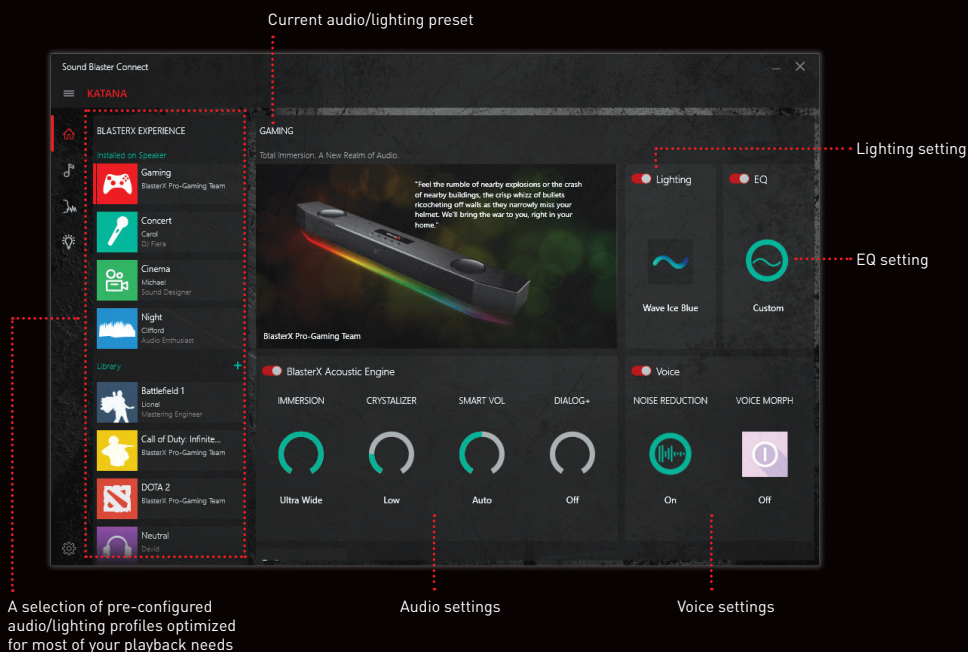 Current audio/lighting preset
Sound Blaster Connect
KATANA
BLASTERX EXPERIENCE
Installed on Speaker
Gaming
BlasterX Pro-Gaming Team
Concert
Carol
DJ Fiera
Cinema
Michael
Sound Designer
Night
Clifford
Audio Enthusiast
Library
+
Battlefield 1
Lionel
Mastering Engineer
Call of Duty: Infinite...
BlasterX Pro-Gaming Team
DOTA 2
BlasterX Pro-Gaming Team
Neutral
David
GAMING
Total Immersion. A New Realm of Audio.
"Feel the rumble of nearby explosions or the crash
of nearby buildings, the crisp whizz of bullets
ricocheting off walls as they narrowly miss your
helmet. We'll bring the war to you, right in your
home."
BlasterX Pro-Gaming Team
Lighting
Wave Ice Blue
EQ
Custom
BlasterX Acoustic Engine
IMMERSION
Ultra Wide
CRYSTALIZER
Low
SMART VOL
Auto
DIALOG+
Off
Voice
NOISE REDUCTION
On
VOICE MORPH
Off
Lighting setting
EQ setting
A selection of pre-configured
audio/lighting profiles optimized
for most of your playback needs
Audio settings
Voice settings